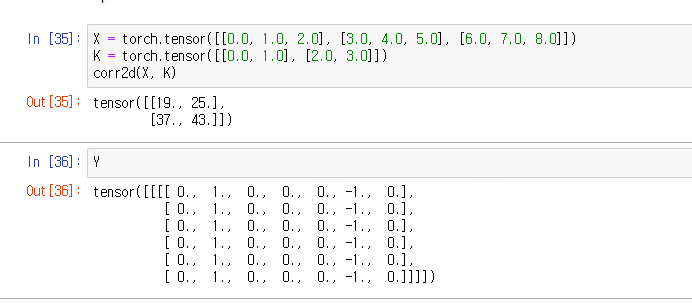 In [35]: X = torch.tensor([[0.0, 1.0, 2.0], [3.0, 4.0, 5.0], [6.0, 7.0, 8.0]])
K = torch.tensor([[0.0, 1.0], [2.0, 3.0]])
corr2d(X, K)
Out[35]: tensor([[19., 25.],
[37., 43.]])
In [36]: Y
Out[36]: tensor([[[[ 0., 1., 0., 0., 0., -1., 0.],
[ 0., 1., 0., 0., 0., -1., 0.],
[ 0., 1., 0., 0., 0., -1., 0.],
[ 0., 1., 0., 0., 0., -1., 0.],
[ 0., 1., 0., 0., 0., -1., 0.],
[ 0., 1., 0., 0., 0., -1., 0.]]]])